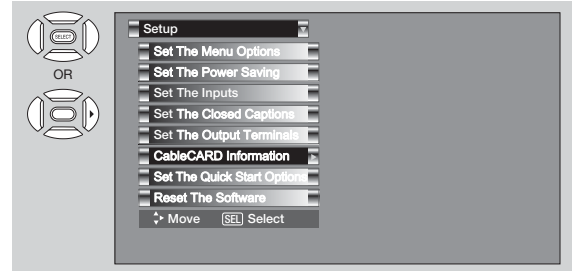 SELECT
OR
Setup
Set The Menu Options
Set The Power Saving
Set The Inputs
Set The Closed Captions
Set The Output Terminals
CableCARD Information
Set The Quick Start Options
Reset The Software
Move SEL Select